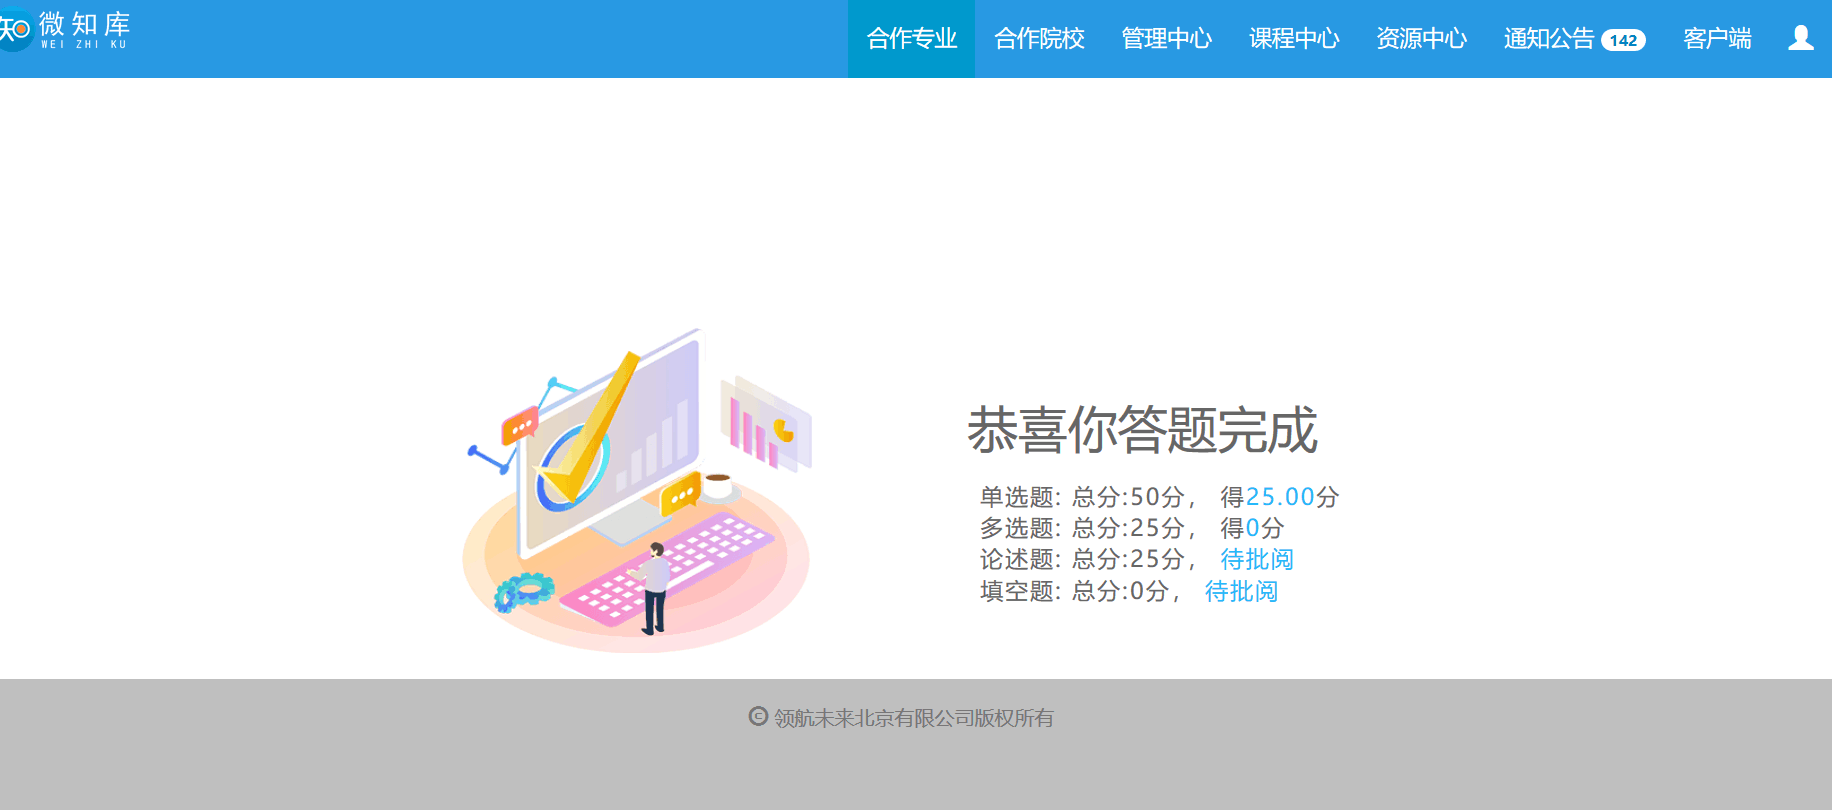 知 微知库
WEI ZHI KU
合作专业 合作院校 管理中心 课程中心 资源中心 通知公告 142 客户端
恭喜你答题完成
单选题: 总分:50分， 得25.00分
多选题: 总分:25分， 得0分
论述题: 总分:25分， 待批阅
填空题: 总分:0分， 待批阅
© 领航未来北京有限公司版权所有